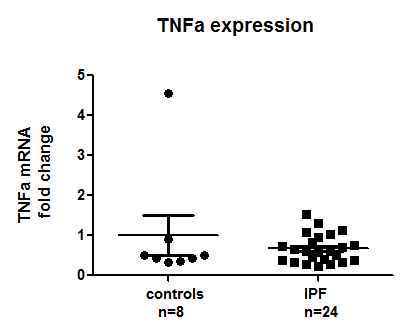 TNFa expression
TNFa mRNA
fold change
5
4
3
2
1
0
controls
n=8
IPF
n=24